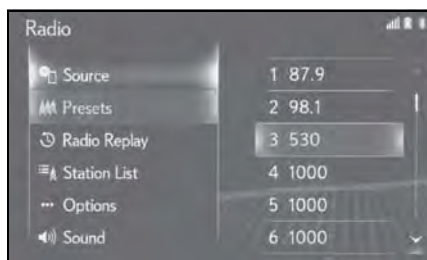 Radio
Source
Presets
Radio Replay
Station List
Options
Sound
1 87.9
2 98.1
3 530
4 1000
5 1000
6 1000